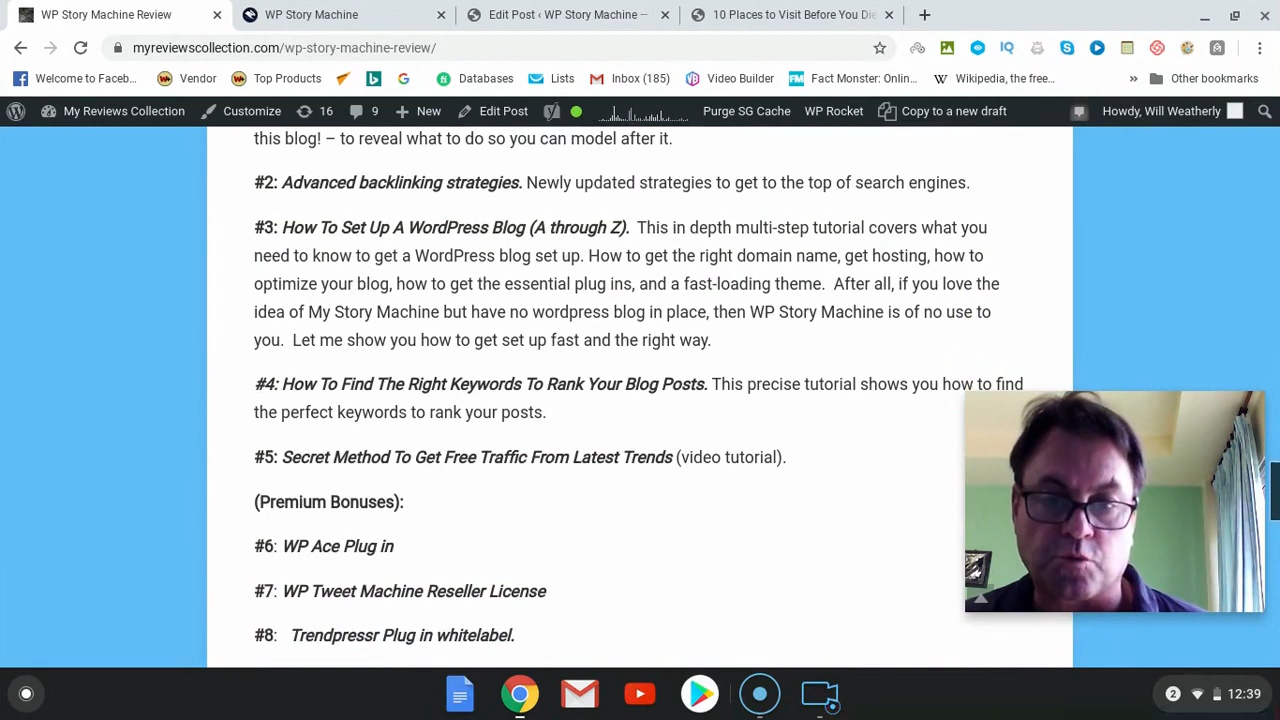 WP Story Machine Review
WP Story Machine
Edit Post ‹ WP Story Machine —
10 Places to Visit Before You Die
myreviewscollection.com/wp-story-machine-review/
Welcome to Faceb...
Vendor
Top Products
Databases
Lists
Inbox (185)
Video Builder
Fact Monster: Onlin...
Wikipedia, the free...
»
Other bookmarks
My Reviews Collection
Customize
16
9
New
Edit Post
Purge SG Cache
WP Rocket
Copy to a new draft
Howdy, Will Weatherly
this blog! – to reveal what to do so you can model after it.
#2: Advanced backlinking strategies. Newly updated strategies to get to the top of search engines.
#3: How To Set Up A WordPress Blog (A through Z). This in depth multi-step tutorial covers what you
need to know to get a WordPress blog set up. How to get the right domain name, get hosting, how to
optimize your blog, how to get the essential plug ins, and a fast-loading theme. After all, if you love the
idea of My Story Machine but have no wordpress blog in place, then WP Story Machine is of no use to
you. Let me show you how to get set up fast and the right way.
#4: How To Find The Right Keywords To Rank Your Blog Posts. This precise tutorial shows you how to find
the perfect keywords to rank your posts.
#5: Secret Method To Get Free Traffic From Latest Trends (video tutorial).
(Premium Bonuses):
#6: WP Ace Plug in
#7: WP Tweet Machine Reseller License
#8: Trendpressr Plug in whitelabel.
2
12:39